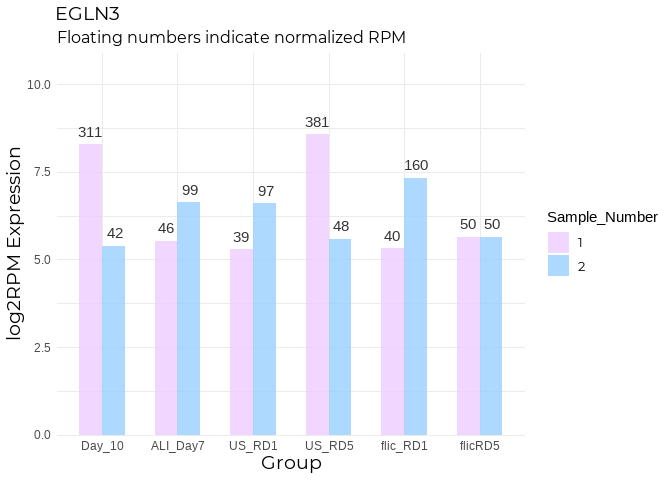 EGLN3
Floating numbers indicate normalized RPM
10.0
7.5
5.0
2.5
0.0
log2RPM Expression
311
42
46
99
39
97
381
48
40
160
50
50
Day_10
ALI_Day7
US_RD1
US_RD5
flic_RD1
flicRD5
Group
Sample_Number
1
2